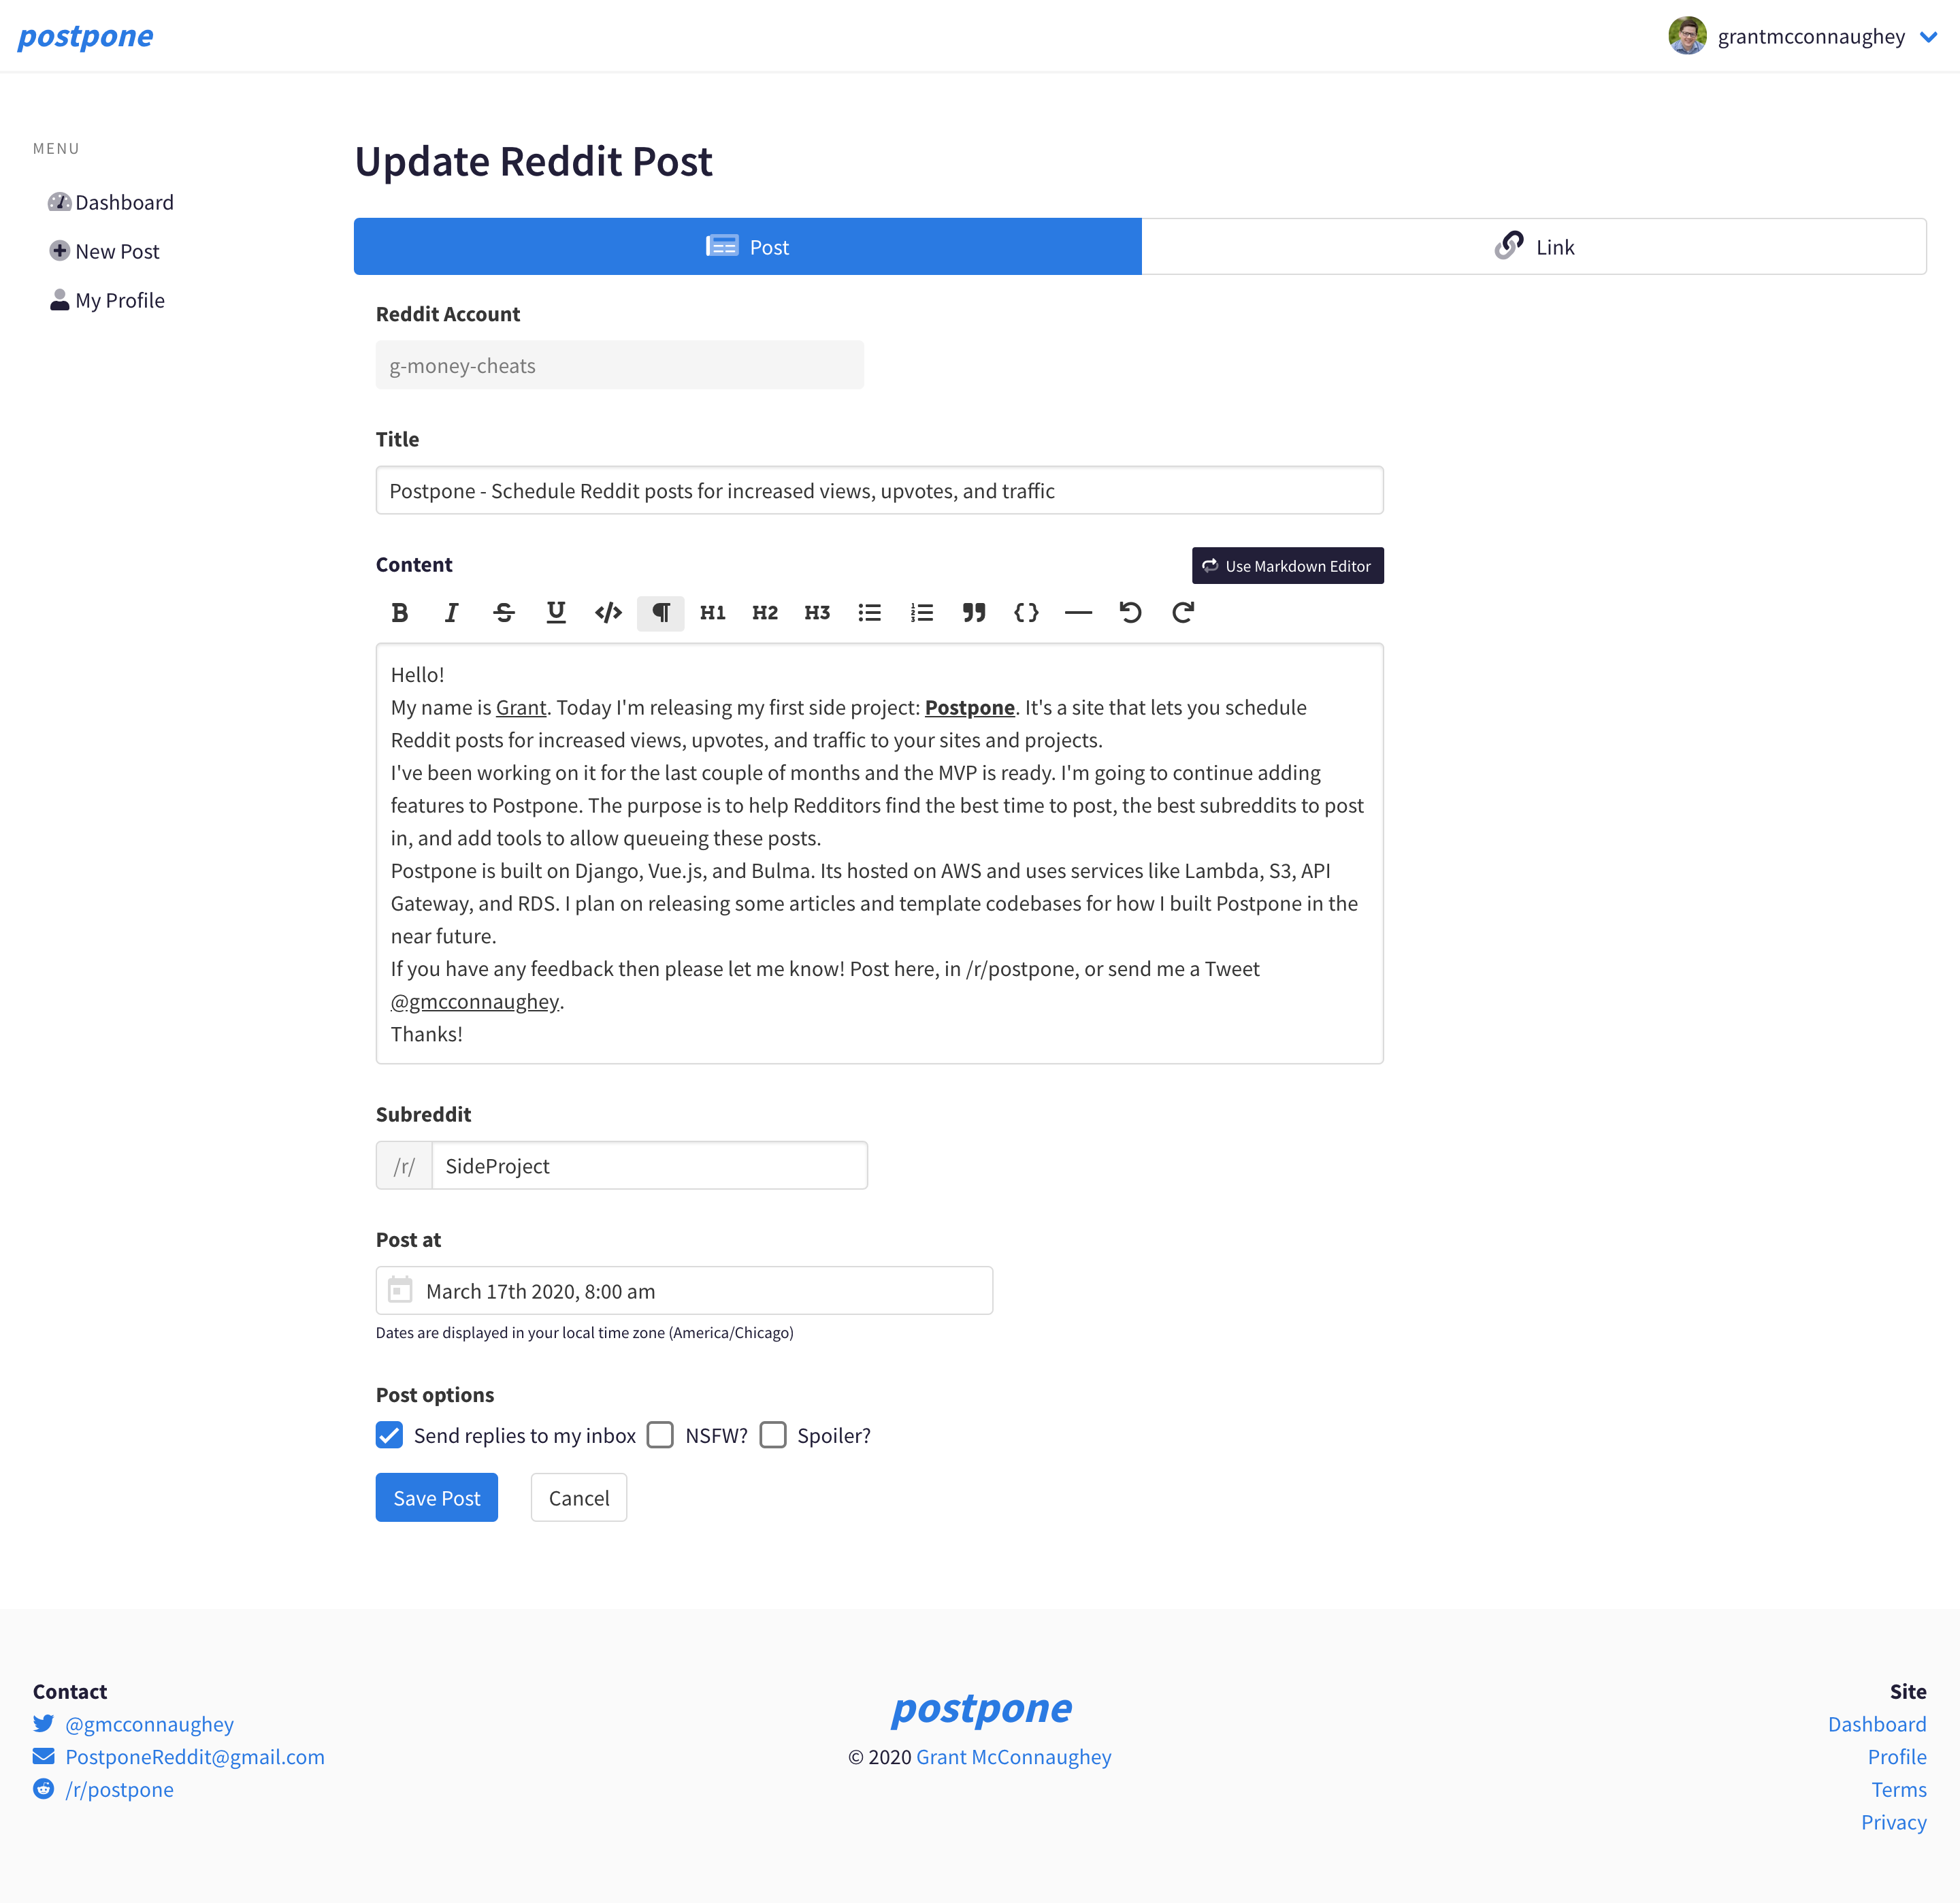 postpone
grantmcconnaughey
MENU
Dashboard
New Post
My Profile
Update Reddit Post
Post
Link
Reddit Account
g-money-cheats
Title
Postpone - Schedule Reddit posts for increased views, upvotes, and traffic
Content
Use Markdown Editor
B I S U </> ¶ H1 H2 H3 {}
Hello!
My name is Grant. Today I'm releasing my first side project: Postpone. It's a site that lets you schedule
Reddit posts for increased views, upvotes, and traffic to your sites and projects.
I've been working on it for the last couple of months and the MVP is ready. I'm going to continue adding
features to Postpone. The purpose is to help Redditors find the best time to post, the best subreddits to post
in, and add tools to allow queueing these posts.
Postpone is built on Django, Vue.js, and Bulma. Its hosted on AWS and uses services like Lambda, S3, API
Gateway, and RDS. I plan on releasing some articles and template codebases for how I built Postpone in the
near future.
If you have any feedback then please let me know! Post here, in /r/postpone, or send me a Tweet
@gmcconnaughey.
Thanks!
Subreddit
/r/ SideProject
Post at
March 17th 2020, 8:00 am
Dates are displayed in your local time zone (America/Chicago)
Post options
Send replies to my inbox NSFW? Spoiler?
Save Post Cancel
Contact
@gmcconnaughey
PostponeReddit@gmail.com
/r/postpone
postpone
© 2020 Grant McConnaughey
Site
Dashboard
Profile
Terms
Privacy